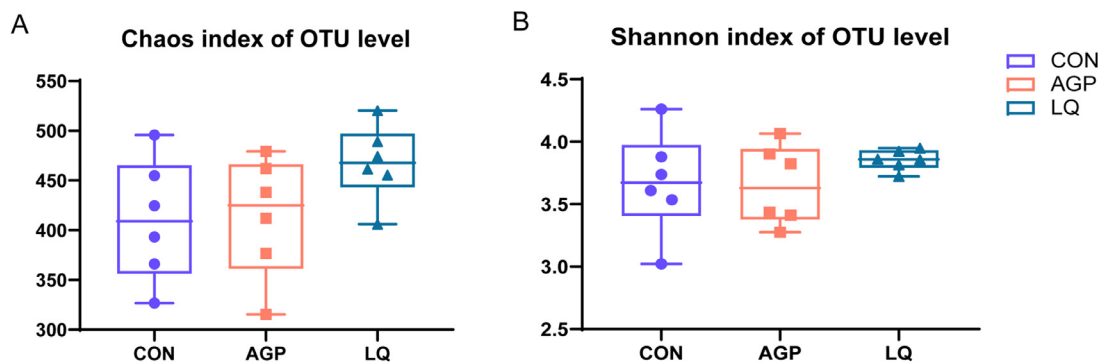 A
Chaos index of OTU level
550
500
450
400
350
300
CON AGP LQ
B
Shannon index of OTU level
4.5
4.0
3.5
3.0
2.5
CON AGP LQ
CON
AGP
LQ